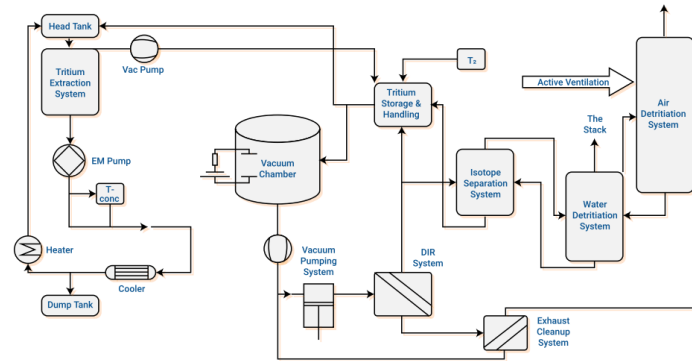 Head Tank
Tritium
Extraction
System
Vac Pump
EM Pump
T-
conc
Heater
Cooler
Dump Tank
Vacuum
Chamber
Vacuum
Pumping
System
T₂
Tritium
Storage &
Handling
DIR
System
Isotope
Separation
System
Exhaust
Cleanup
System
Active Ventilation
The
Stack
Water
Detritiation
System
Air
Detritiation
System